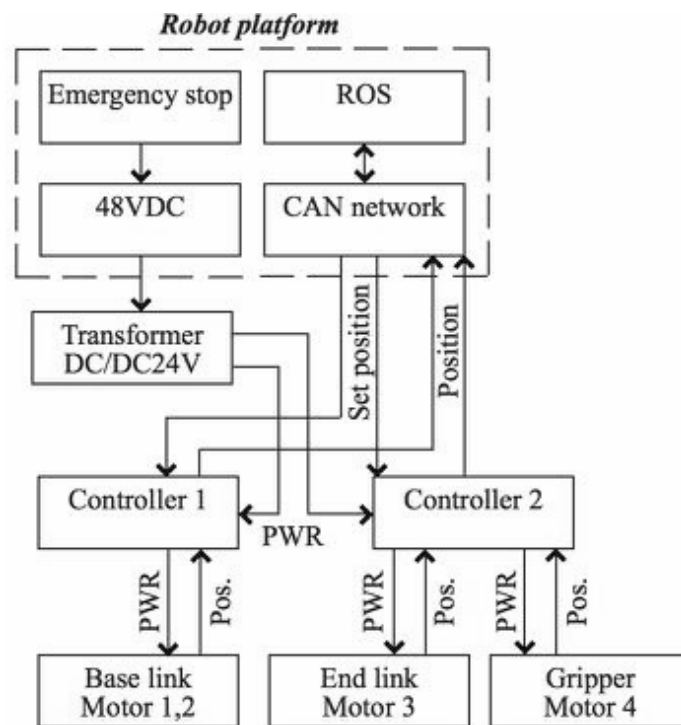 Robot platform
Emergency stop
ROS
48VDC
CAN network
Transformer
DC/DC24V
Set position
Position
Controller 1
Controller 2
PWR
PWR
Pos.
PWR
Pos.
PWR
Pos.
Base link
Motor 1,2
End link
Motor 3
Gripper
Motor 4